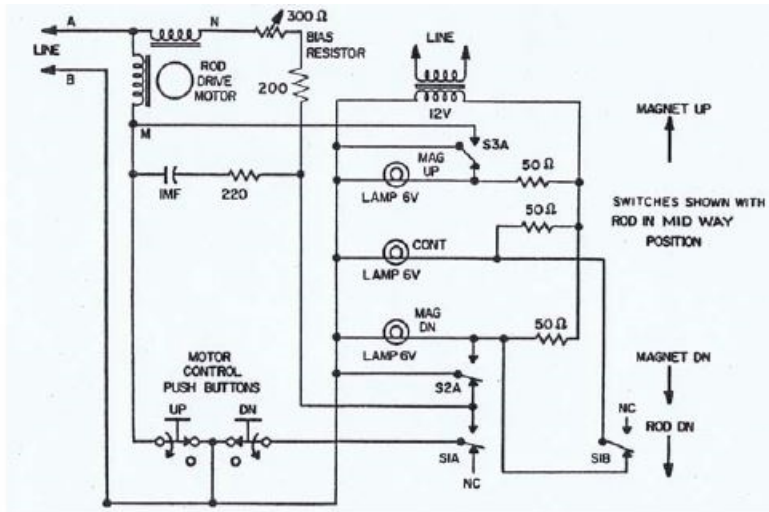 A
N
300 Ω
LINE
BIAS
RESISTOR
LINE
B
ROD
DRIVE
MOTOR
200
12V
MAGNET UP
M
S3A
MAG
UP
50 Ω
1MF
220
LAMP 6V
SWITCHES SHOWN WITH
ROD IN MID WAY
POSITION
50 Ω
CONT
LAMP 6V
MAG
DN
50 Ω
LAMP 6V
MOTOR
CONTROL
PUSH BUTTONS
MAGNET DN
S2A
UP
DN
NC
ROD DN
S1A
S1B
NC